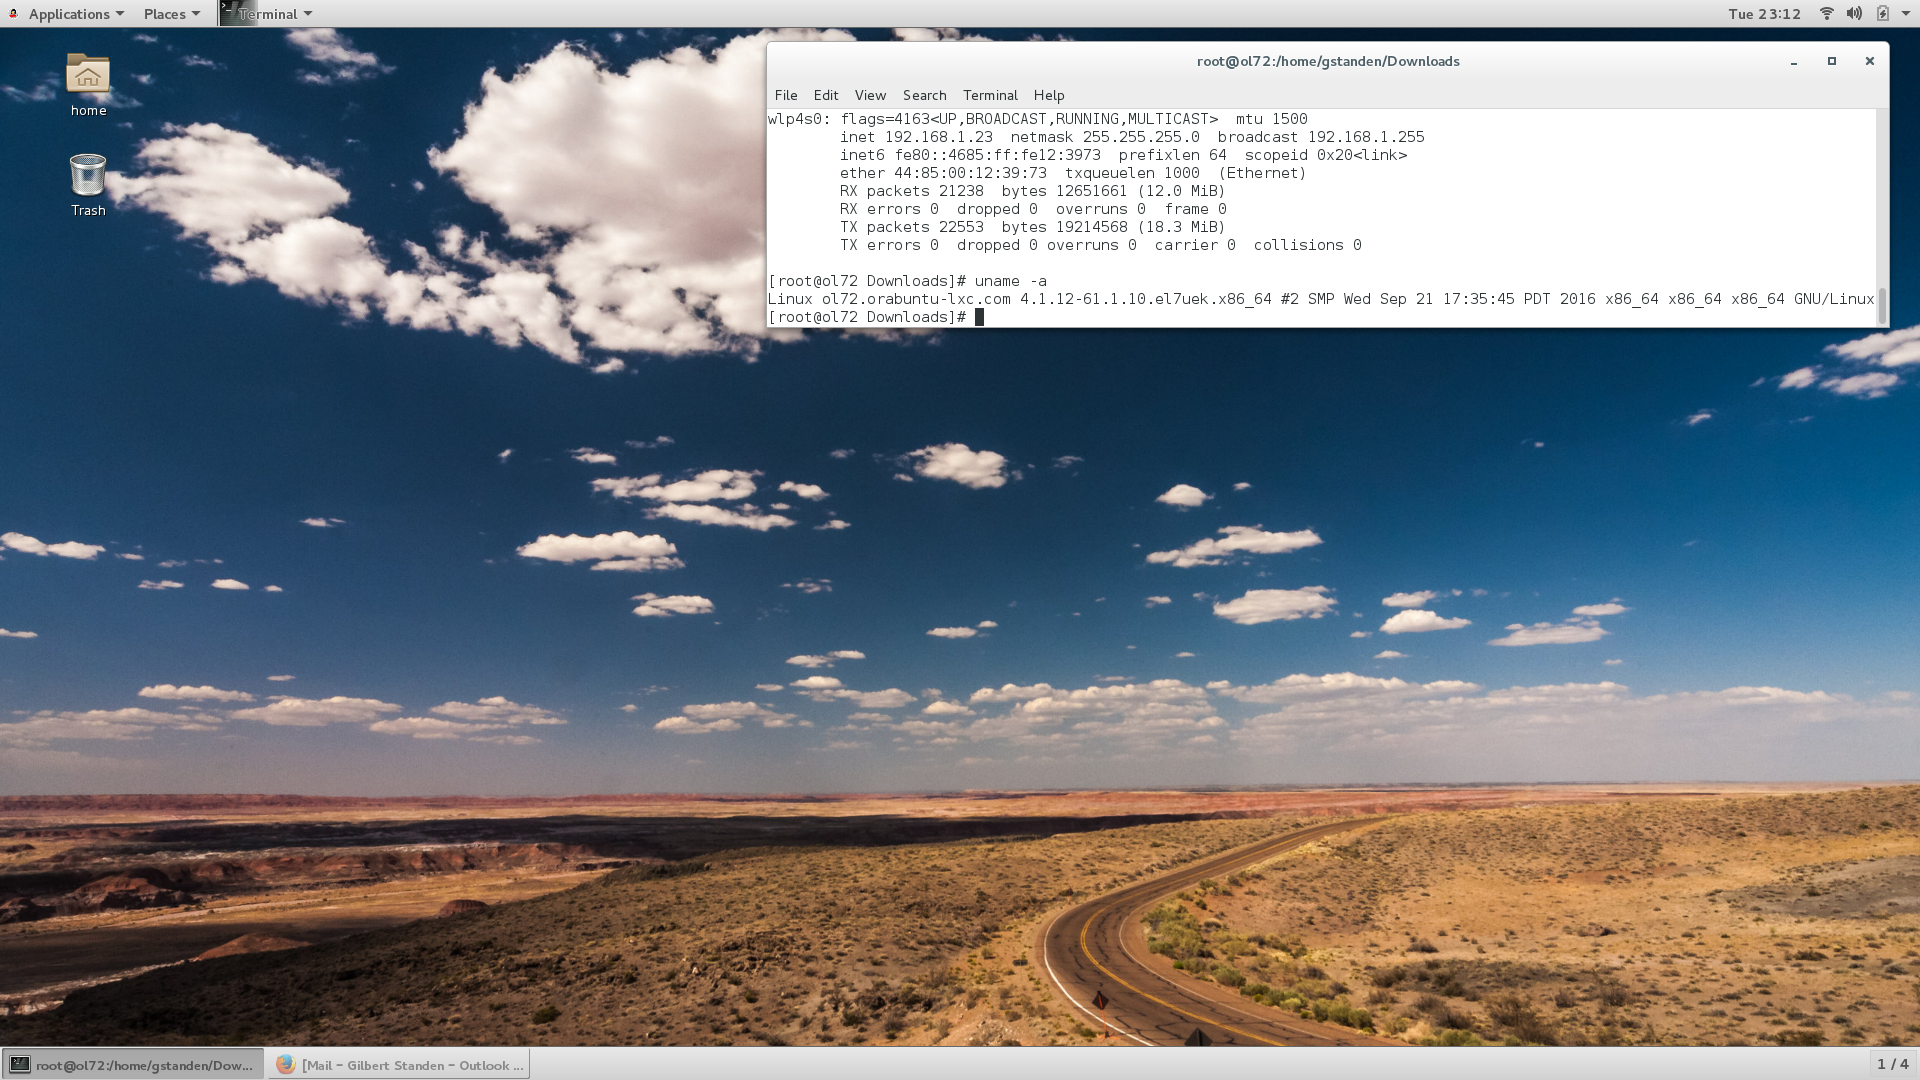 Applications Places Terminal Tue 23:12
home
Trash
root@ol72:/home/gstanden/Downloads
File Edit View Search Terminal Help
wlp4s0: flags=4163<UP,BROADCAST,RUNNING,MULTICAST>  mtu 1500
        inet 192.168.1.23  netmask 255.255.255.0  broadcast 192.168.1.255
        inet6 fe80::4685:ff:fe12:3973  prefixlen 64  scopeid 0x20<link>
        ether 44:85:00:12:39:73  txqueuelen 1000  (Ethernet)
        RX packets 21238  bytes 12651661 (12.0 MiB)
        RX errors 0  dropped 0  overruns 0  frame 0
        TX packets 22553  bytes 19214568 (18.3 MiB)
        TX errors 0  dropped 0 overruns 0  carrier 0  collisions 0
[root@ol72 Downloads]# uname -a
Linux ol72.orabuntu-lxc.com 4.1.12-61.1.10.el7uek.x86_64 #2 SMP Wed Sep 21 17:35:45 PDT 2016 x86_64 x86_64 x86_64 GNU/Linux
[root@ol72 Downloads]#
root@ol72:/home/gstanden/Dow... [Mail – Gilbert Standen – Outlook ... 1 / 4